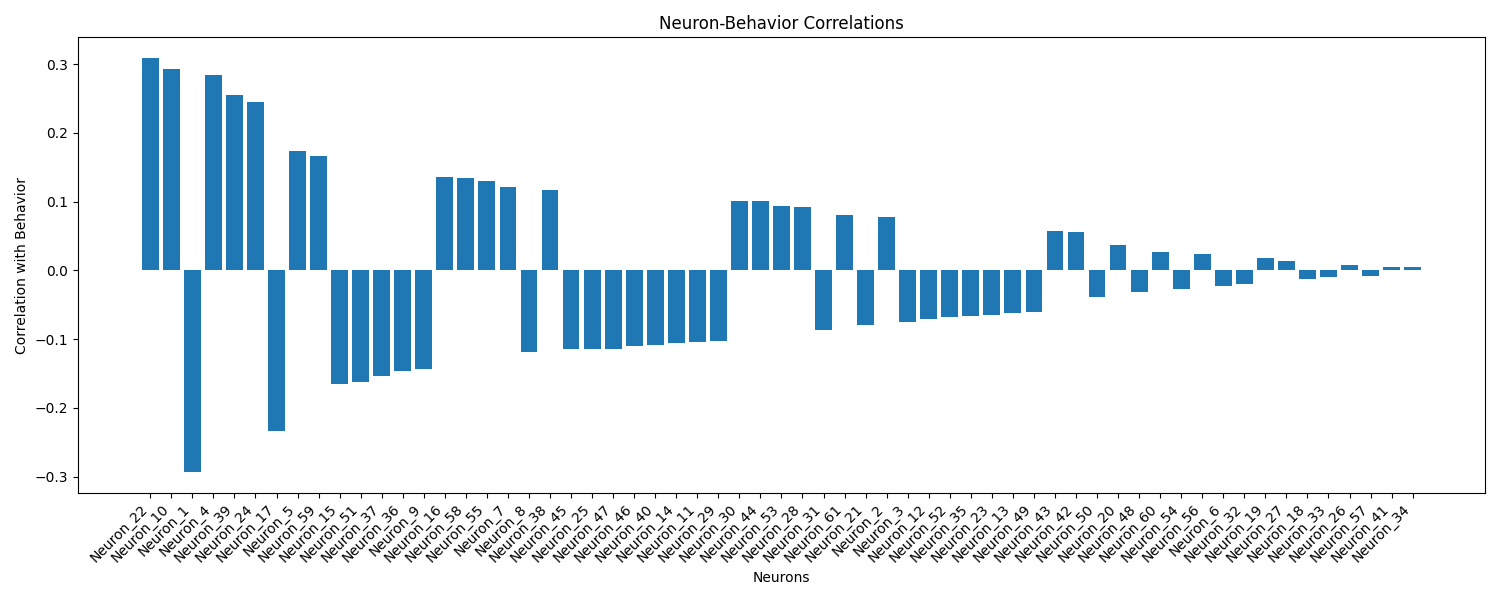 Neuron-Behavior Correlations
0.3
0.2
0.1
0.0
−0.1
−0.2
−0.3
Correlation with Behavior
Neuron_22
Neuron_10
Neuron_1
Neuron_4
Neuron_39
Neuron_24
Neuron_17
Neuron_5
Neuron_59
Neuron_15
Neuron_51
Neuron_37
Neuron_36
Neuron_9
Neuron_16
Neuron_58
Neuron_55
Neuron_7
Neuron_8
Neuron_38
Neuron_45
Neuron_25
Neuron_47
Neuron_46
Neuron_40
Neuron_14
Neuron_11
Neuron_29
Neuron_30
Neuron_44
Neuron_53
Neuron_28
Neuron_31
Neuron_61
Neuron_21
Neuron_2
Neuron_3
Neuron_12
Neuron_52
Neuron_35
Neuron_23
Neuron_13
Neuron_49
Neuron_43
Neuron_42
Neuron_50
Neuron_20
Neuron_48
Neuron_60
Neuron_54
Neuron_56
Neuron_6
Neuron_32
Neuron_19
Neuron_27
Neuron_18
Neuron_33
Neuron_26
Neuron_57
Neuron_41
Neuron_34
Neurons